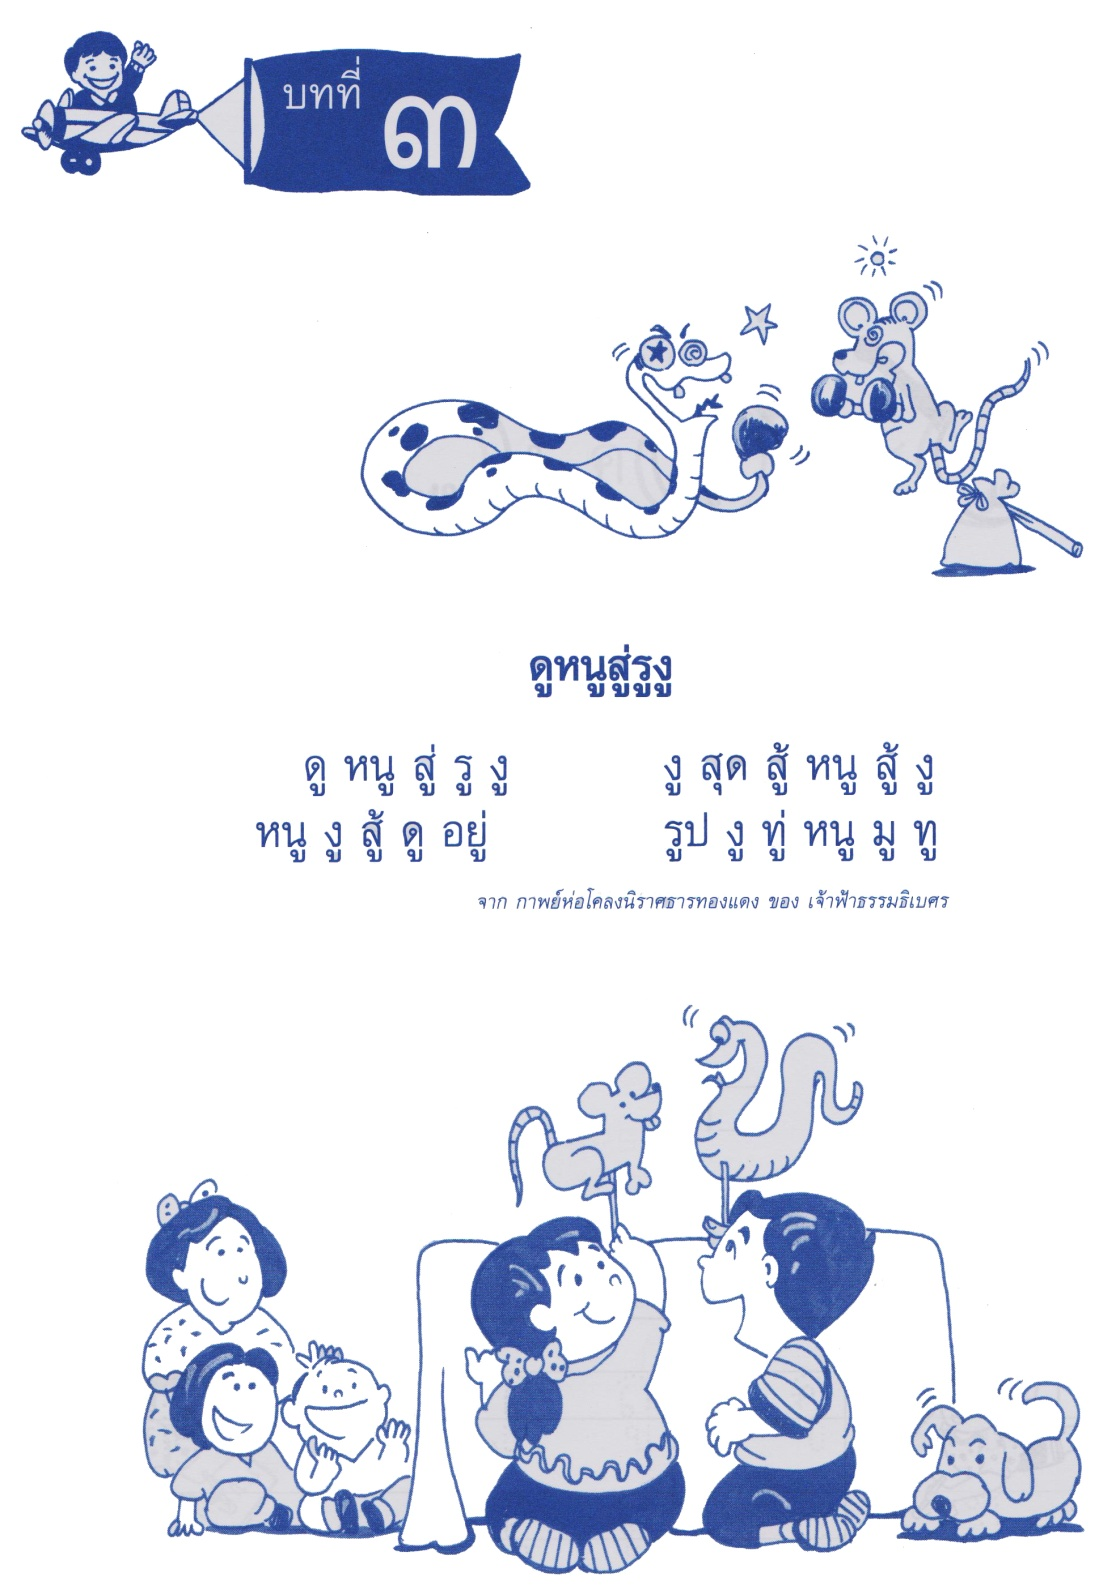 บทที่ ๓
ดูหนูสู่รูงู
ดู หนู สู่ รู งู งู สุด สู้ หนู สู้ งู
หนู งู สู้ ดู อยู่ รูป งู ทู่ หนู มู ทู
จาก กาพย์ห่อโคลงนิราศธารทองแดง ของ เจ้าฟ้าธรรมธิเบศร